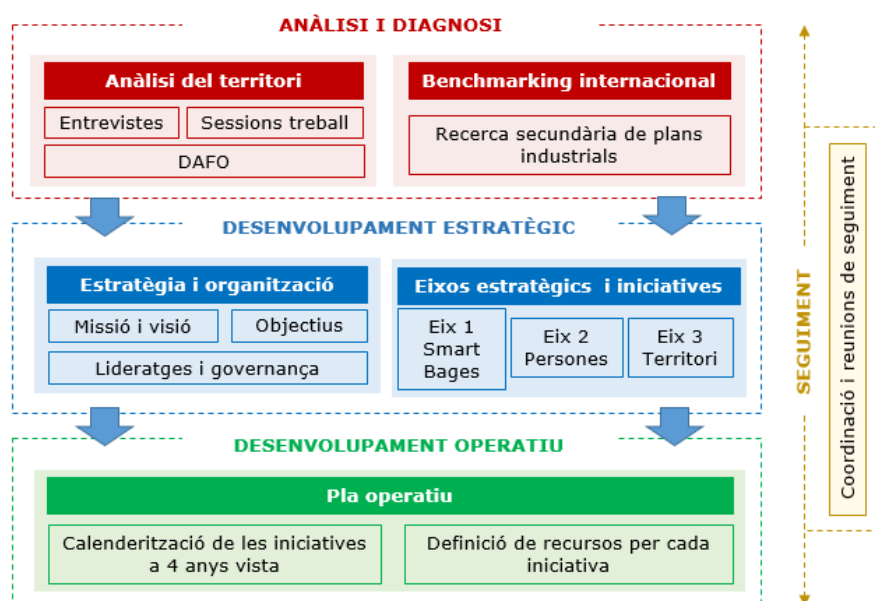 ANÀLISI I DIAGNOSI
Anàlisi del territori
Entrevistes
Sessions treball
DAFO
Benchmarking internacional
Recerca secundària de plans
industrials
DESENVOLUPAMENT ESTRATÈGIC
Estratègia i organització
Missió i visió
Objectius
Lideratges i governança
Eixos estratègics i iniciatives
Eix 1
Smart
Bages
Eix 2
Persones
Eix 3
Territori
DESENVOLUPAMENT OPERATIU
Pla operatiu
Calenderització de les iniciatives
a 4 anys vista
Definició de recursos per cada
iniciativa
SEGUIMENT
Coordinació i reunions de seguiment